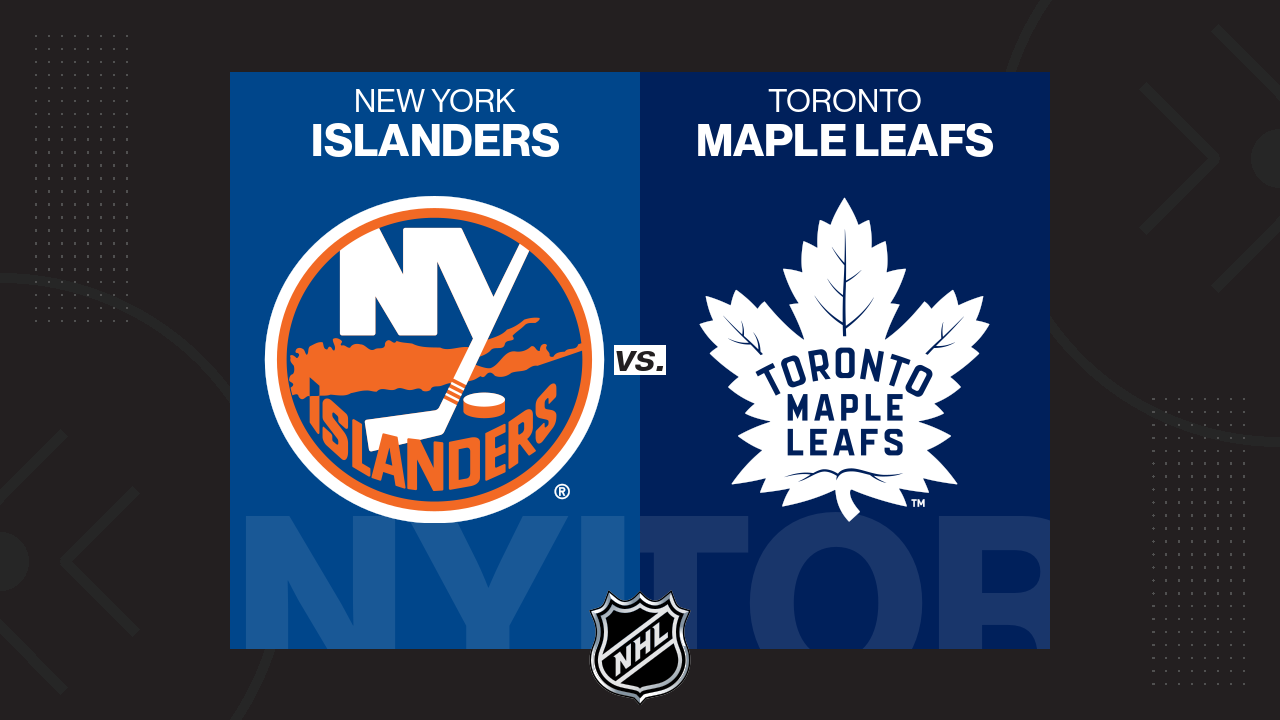 NEW YORK
ISLANDERS
NY
ISLANDERS
®
vs.
TORONTO
MAPLE LEAFS
TORONTO
MAPLE
LEAFS
™
NYI
TOR
NHL